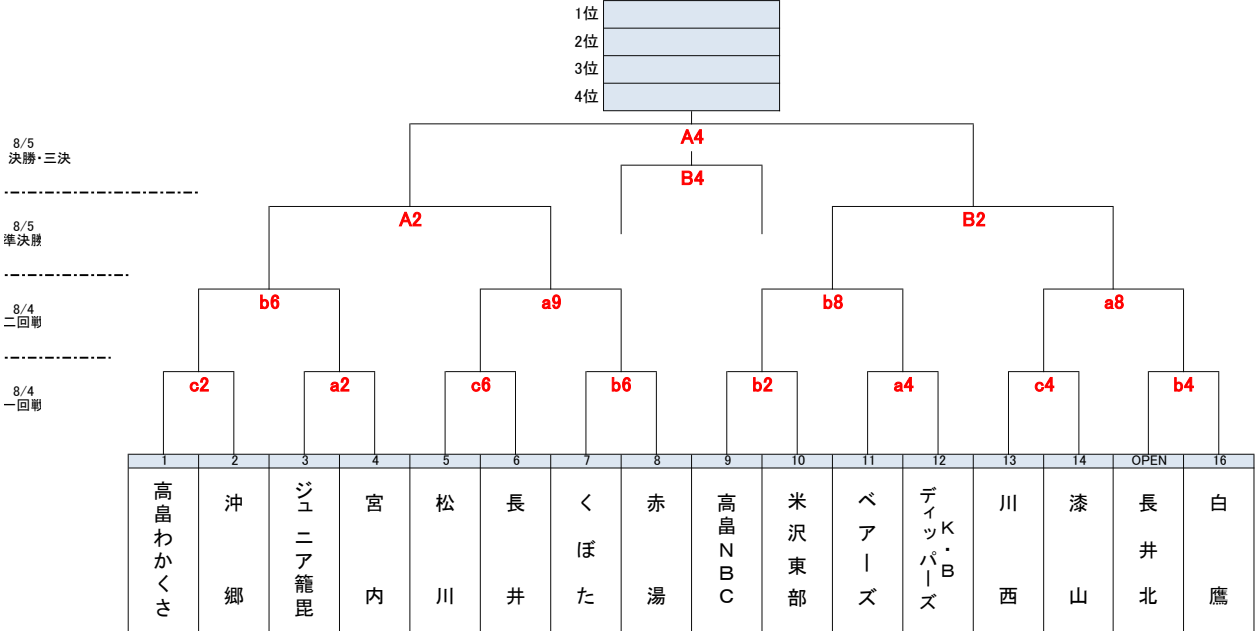 1位
2位
3位
4位
8/5
決勝・三決
A4
B4
8/5
準決勝
A2
B2
8/4
二回戦
b6
a9
b8
a8
8/4
一回戦
c2
a2
c6
b6
b2
a4
c4
b4
1
2
3
4
5
6
7
8
9
10
11
12
13
14
OPEN
16
高畠わかくさ
沖郷
ジュニア籠毘
宮内
松川
長井
くぼた
赤湯
高畠NBC
米沢東部
ベアーズ
K・B
ディッパーズ
川西
漆山
長井北
白鷹